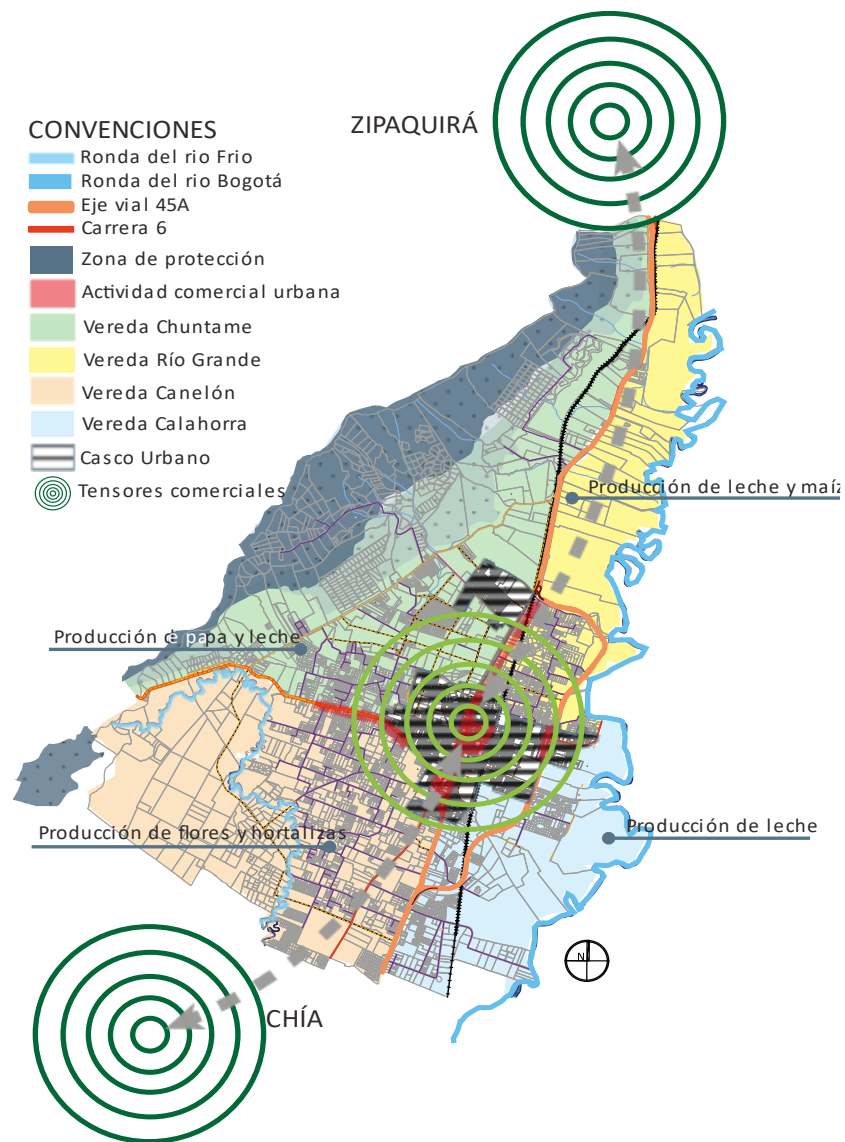 ZIPAQUIRÁ
CONVENCIONES
Ronda del rio Frio
Ronda del rio Bogotá
Eje vial 45A
Carrera 6
Zona de protección
Actividad comercial urbana
Vereda Chuntame
Vereda Río Grande
Vereda Canelón
Vereda Calahorra
Casco Urbano
Tensores comerciales
Producción de leche y maíz
Producción de papa y leche
Producción de flores y hortalizas
Producción de leche
N
CHÍA